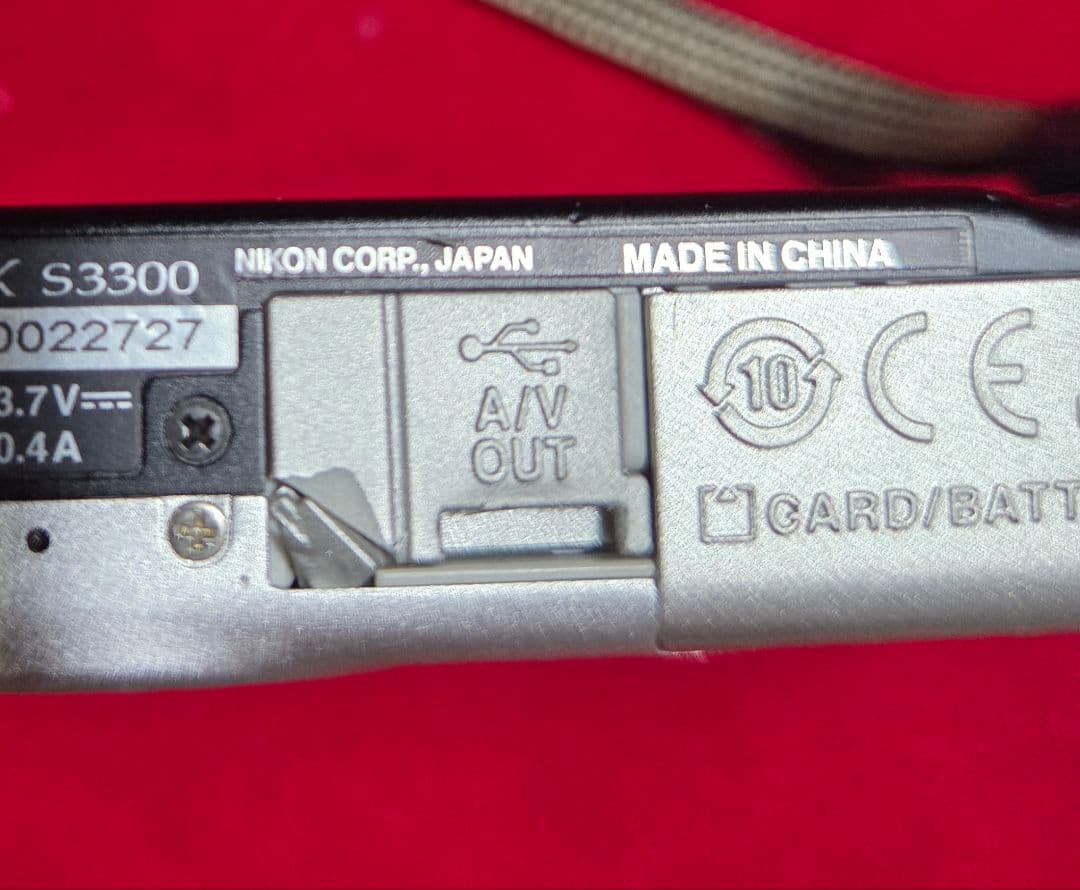 S3300
NIKON CORP., JAPAN
MADE IN CHINA
0022727
3.7V
0.4A
A/V
OUT
10
CE
CARD/BATT